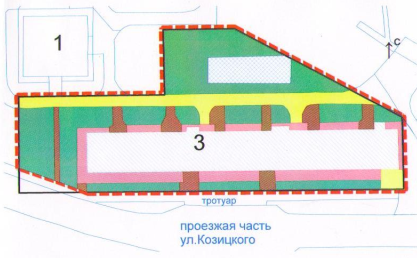 1
с
3
тротуар
проезжая часть
ул.Козицкого